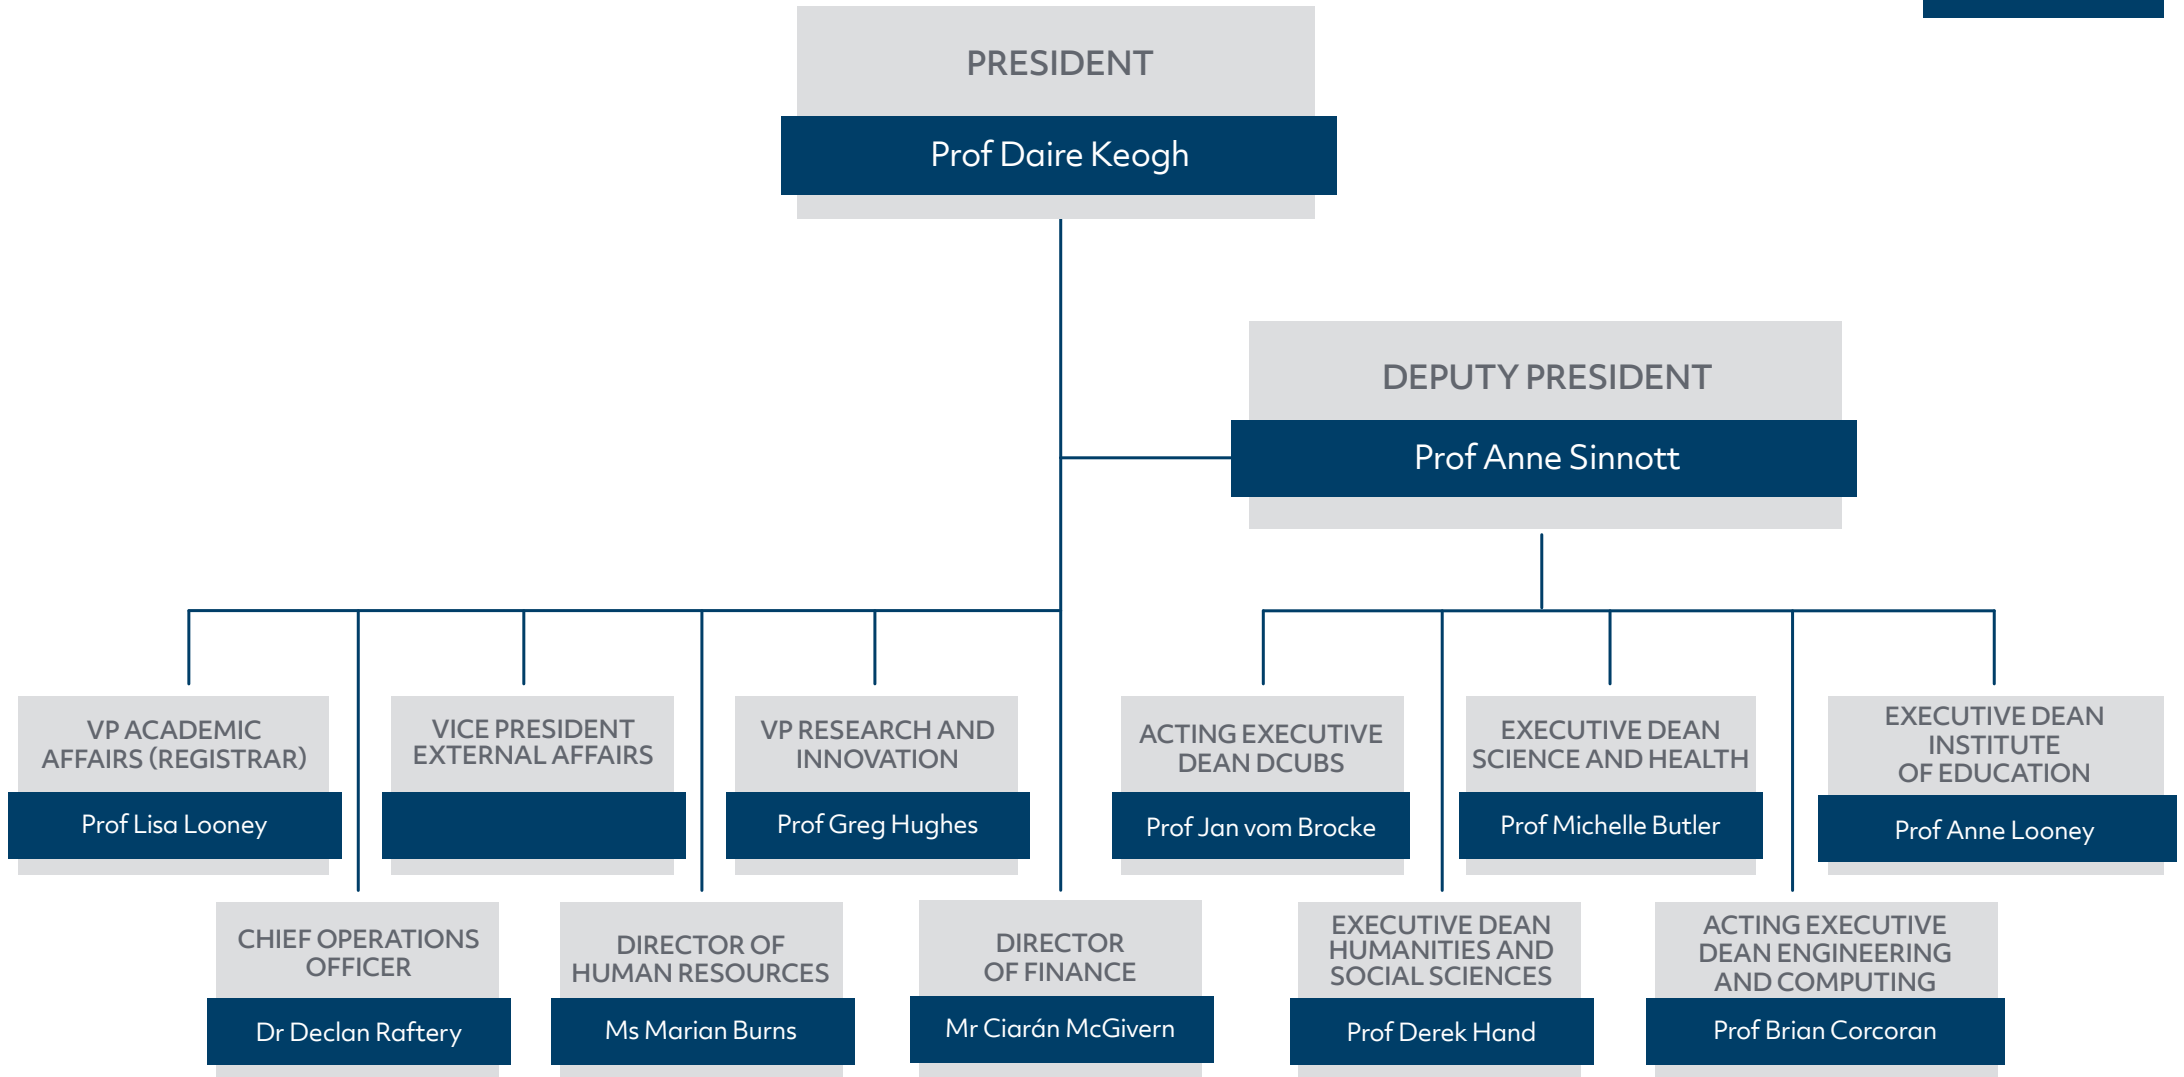 PRESIDENT
Prof Daire Keogh
DEPUTY PRESIDENT
Prof Anne Sinnott
VP ACADEMIC
AFFAIRS (REGISTRAR)
Prof Lisa Looney
VICE PRESIDENT
EXTERNAL AFFAIRS
VP RESEARCH AND
INNOVATION
Prof Greg Hughes
ACTING EXECUTIVE
DEAN DCUBS
Prof Jan vom Brocke
EXECUTIVE DEAN
SCIENCE AND HEALTH
Prof Michelle Butler
EXECUTIVE DEAN
INSTITUTE
OF EDUCATION
Prof Anne Looney
CHIEF OPERATIONS
OFFICER
Dr Declan Raftery
DIRECTOR OF
HUMAN RESOURCES
Ms Marian Burns
DIRECTOR
OF FINANCE
Mr Ciarán McGivern
EXECUTIVE DEAN
HUMANITIES AND
SOCIAL SCIENCES
Prof Derek Hand
ACTING EXECUTIVE
DEAN ENGINEERING
AND COMPUTING
Prof Brian Corcoran